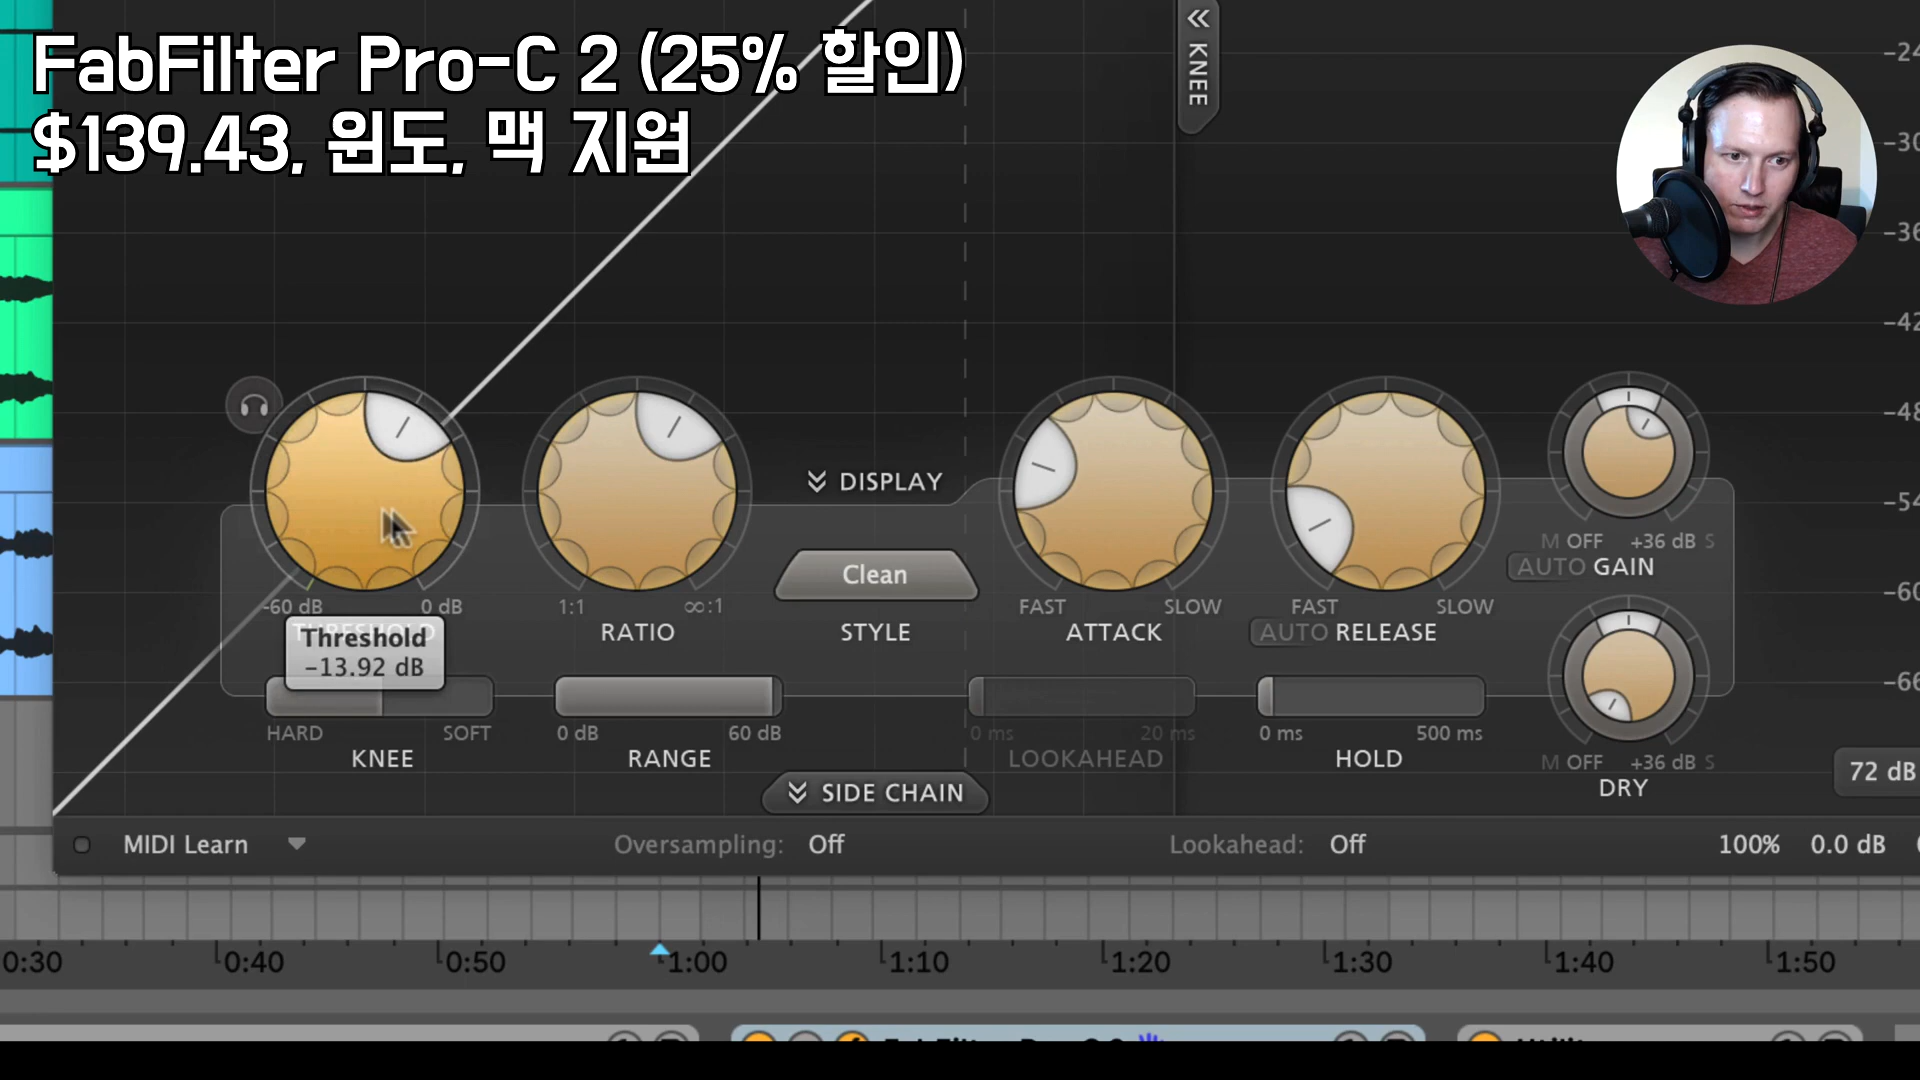 FabFilter Pro-C 2 (25% 할인)
$139.43, 윈도, 맥 지원
KNEE
-24
-30
-36
-42
-48
-54
-60
-66
DISPLAY
M OFF +36 dB S
AUTO GAIN
Clean
STYLE
-60 dB 0 dB
THRESHOLD
Threshold
-13.92 dB
1:1 ∞:1
RATIO
FAST SLOW
ATTACK
FAST SLOW
AUTO RELEASE
HARD SOFT
KNEE
0 dB 60 dB
RANGE
0 ms 20 ms
LOOKAHEAD
0 ms 500 ms
HOLD
M OFF +36 dB S
DRY
72 dB
SIDE CHAIN
MIDI Learn Oversampling: Off Lookahead: Off 100% 0.0 dB
0:30 0:40 0:50 1:00 1:10 1:20 1:30 1:40 1:50